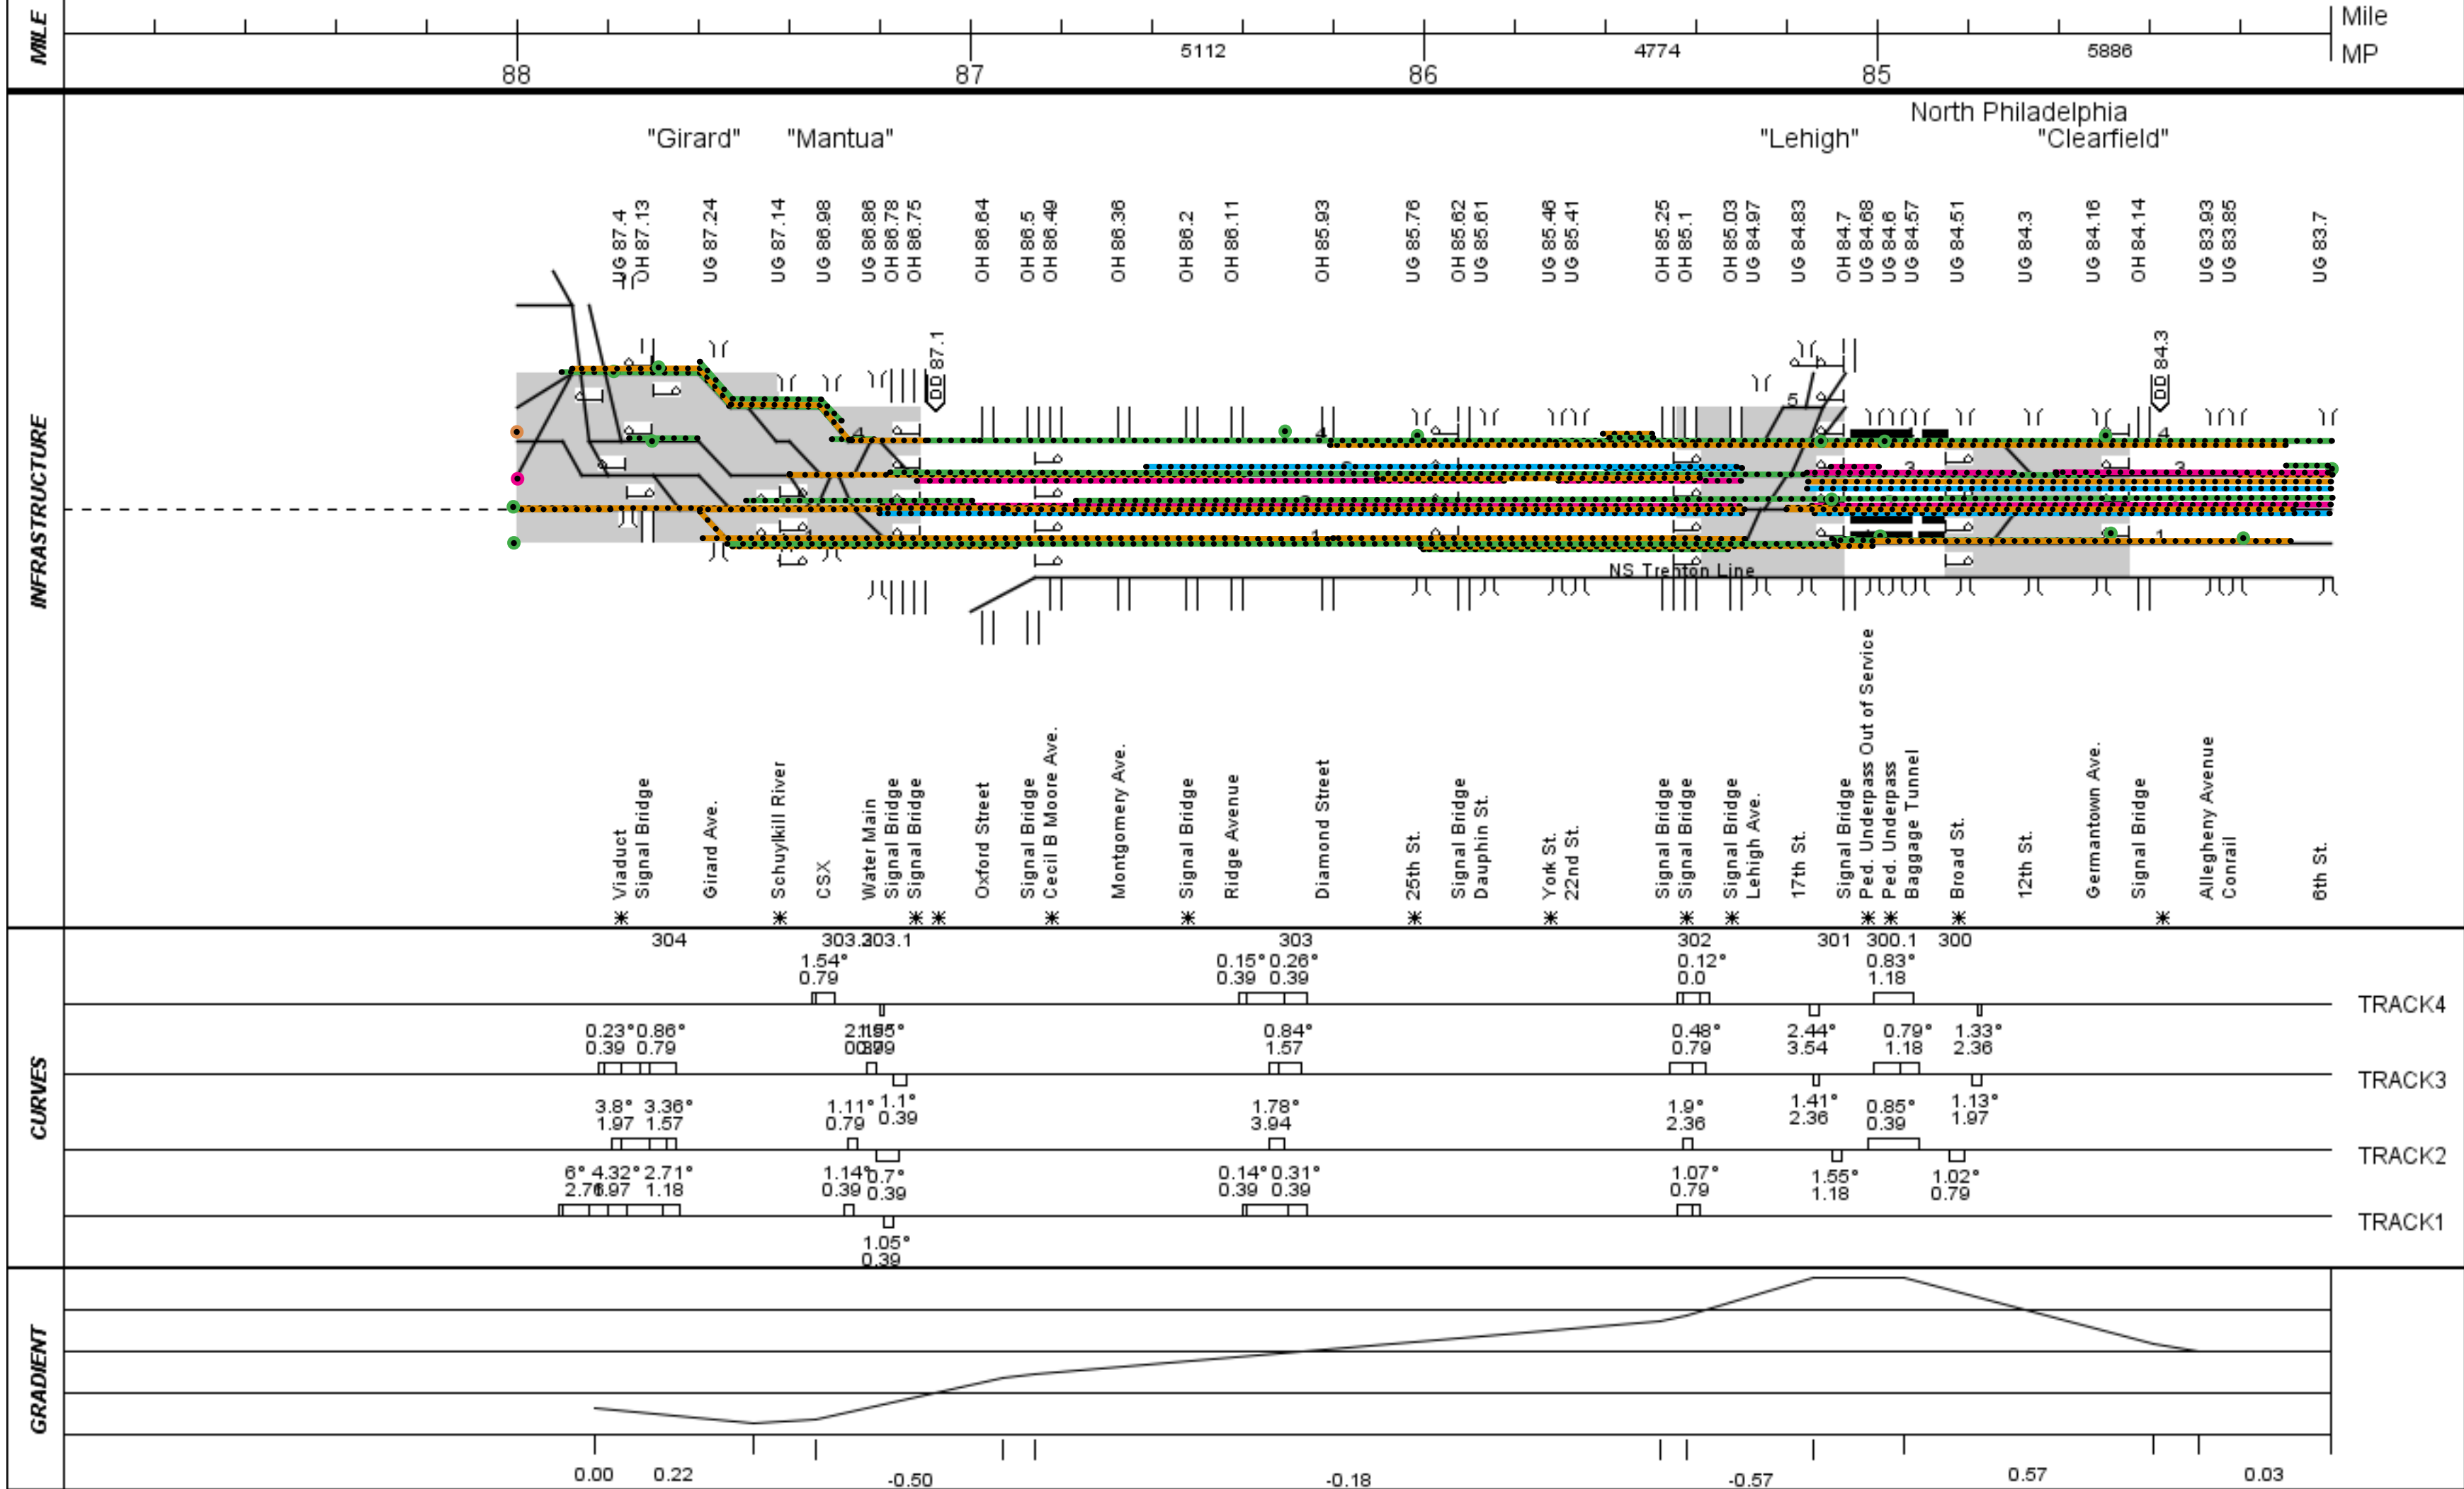 MILE
Mile
MP
5112
4774
5886
88
87
86
85
North Philadelphia
"Girard"
"Mantua"
"Lehigh"
"Clearfield"
UG 87.4
OH 87.13
UG 87.24
UG 87.14
UG 86.98
UG 86.86
OH 86.78
OH 86.75
OH 86.64
OH 86.5
OH 86.49
OH 86.36
OH 86.2
OH 86.11
OH 85.93
UG 85.76
OH 85.62
UG 85.61
UG 85.46
UG 85.41
OH 85.25
OH 85.1
OH 85.03
UG 84.97
UG 84.83
OH 84.7
UG 84.68
UG 84.6
UG 84.57
UG 84.51
UG 84.3
UG 84.16
OH 84.14
UG 83.93
UG 83.85
UG 83.7
INFRASTRUCTURE
DD 87.1
DD 84.3
5
4
4
4
3
3
1
1
NS Trenton Line
Viaduct
Signal Bridge
Girard Ave.
Schuylkill River
CSX
Water Main
Signal Bridge
Signal Bridge
Oxford Street
Signal Bridge
Cecil B Moore Ave.
Montgomery Ave.
Signal Bridge
Ridge Avenue
Diamond Street
25th St.
Signal Bridge
Dauphin St.
York St.
22nd St.
Signal Bridge
Signal Bridge
Signal Bridge
Lehigh Ave.
17th St.
Signal Bridge
Ped. Underpass Out of Service
Ped. Underpass
Baggage Tunnel
Broad St.
12th St.
Germantown Ave.
Signal Bridge
Allegheny Avenue
Conrail
6th St.
CURVES
304 303.1 303 302 301 300.1 300
1.54° 0.15° 0.26° 0.12° 0.83°
0.79 0.39 0.39 0.0 1.18
TRACK4
0.23° 0.86° 0.84° 0.48° 2.44° 0.79° 1.33°
0.39 0.79 1.57 0.79 3.54 1.18 2.36
TRACK3
3.8° 3.36° 1.11° 1.1° 1.78° 1.9° 1.41° 0.85° 1.13°
1.97 1.57 0.79 0.39 3.94 2.36 2.36 0.39 1.97
TRACK2
6° 4.32° 2.71° 1.14° 0.7° 0.14° 0.31° 1.07° 1.55° 1.02°
1.18 0.39 0.39 0.39 0.39 0.79 1.18 0.79
TRACK1
1.05°
0.39
GRADIENT
0.00 0.22 -0.50 -0.18 -0.57 0.57 0.03